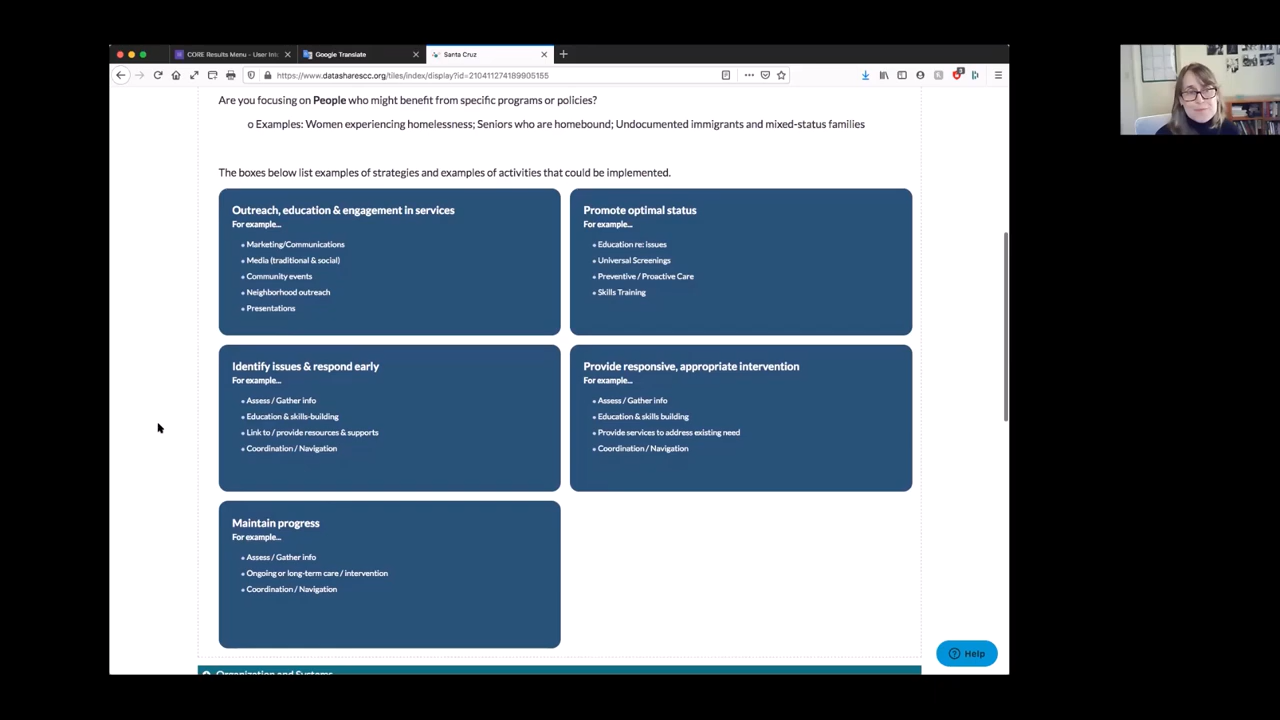 CORE Results Menu - User Int
Google Translate
Santa Cruz
https://www.datasharescc.org/tiles/index/display?id=210411274189905155
Are you focusing on People who might benefit from specific programs or policies?
o Examples: Women experiencing homelessness; Seniors who are homebound; Undocumented immigrants and mixed-status families
The boxes below list examples of strategies and examples of activities that could be implemented.
Outreach, education & engagement in services
For example...
Marketing/Communications
Media (traditional & social)
Community events
Neighborhood outreach
Presentations
Promote optimal status
For example...
Education re: issues
Universal Screenings
Preventive / Proactive Care
Skills Training
Identify issues & respond early
For example...
Assess / Gather info
Education & skills-building
Link to / provide resources & supports
Coordination / Navigation
Provide responsive, appropriate intervention
For example...
Assess / Gather info
Education & skills building
Provide services to address existing need
Coordination / Navigation
Maintain progress
For example...
Assess / Gather info
Ongoing or long-term care / intervention
Coordination / Navigation
Organization and Systems
Help